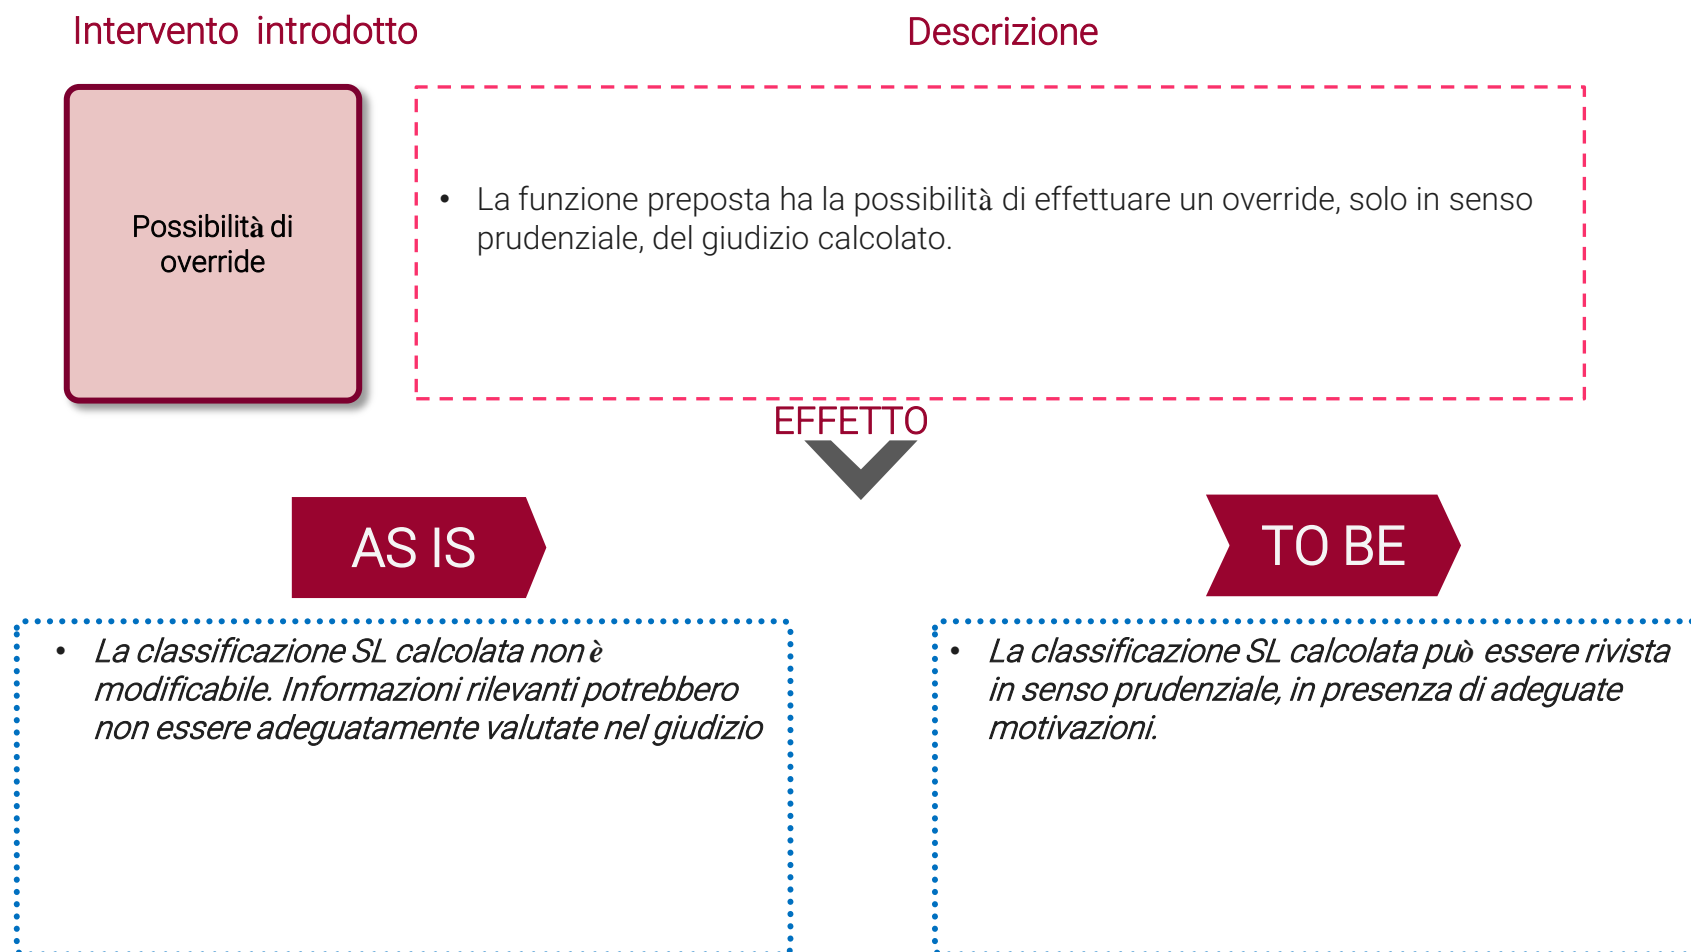 Intervento introdotto
Descrizione
Possibilità di
override
• La funzione preposta ha la possibilità di effettuare un override, solo in senso
prudenziale, del giudizio calcolato.
EFFETTO
AS IS
TO BE
• La classificazione SL calcolata non è
modificabile. Informazioni rilevanti potrebbero
non essere adeguatamente valutate nel giudizio
• La classificazione SL calcolata può essere rivista
in senso prudenziale, in presenza di adeguate
motivazioni.